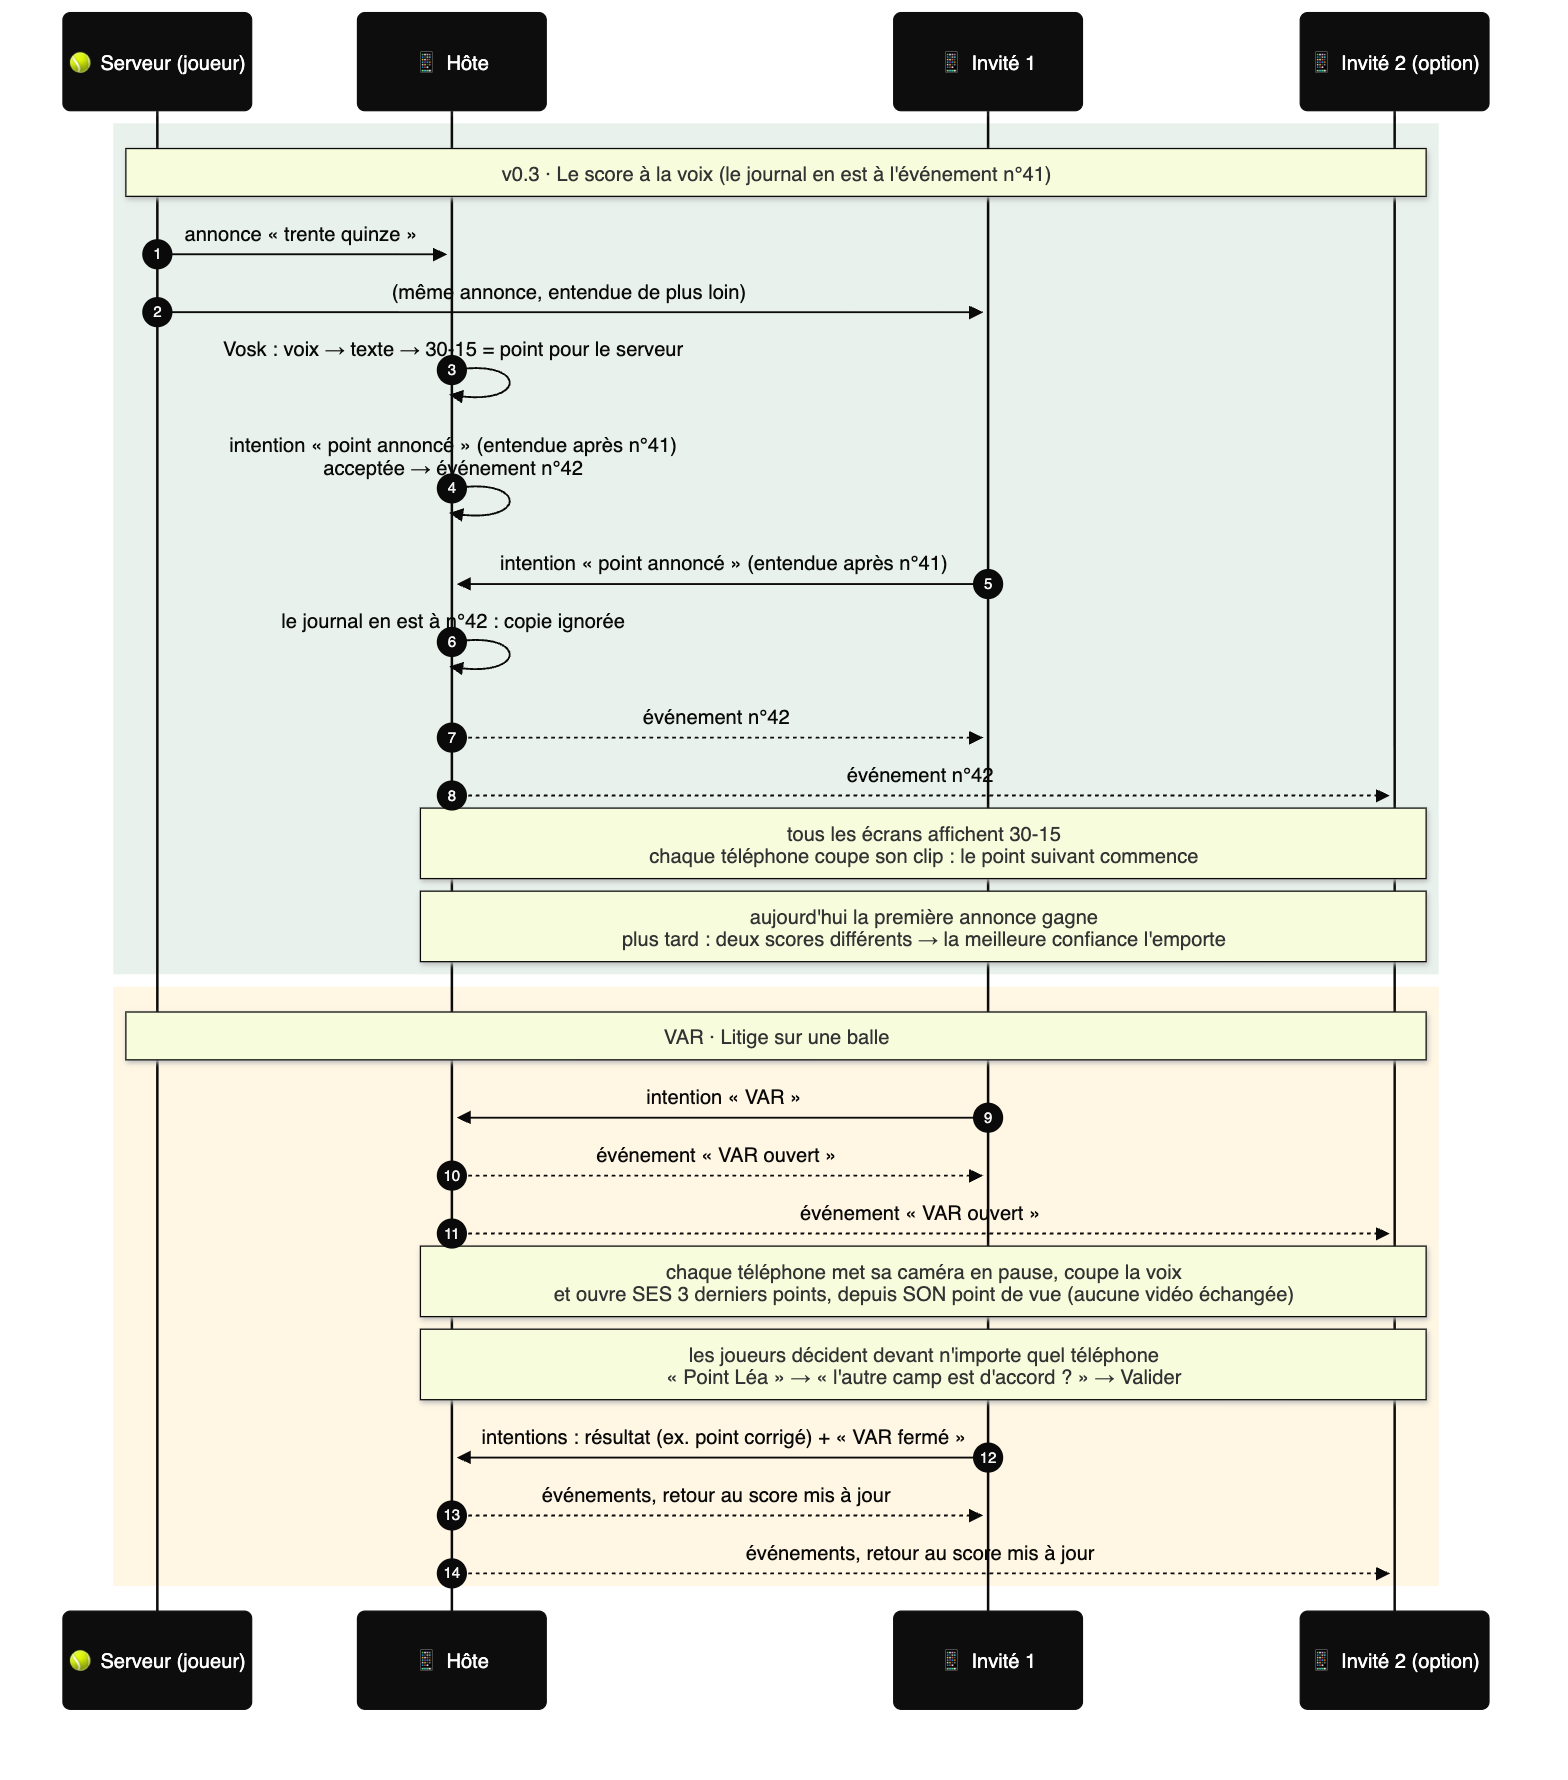 Serveur (joueur)
Hôte
Invité 1
Invité 2 (option)
v0.3 · Le score à la voix (le journal en est à l'événement n°41)
annonce « trente quinze »
1
(même annonce, entendue de plus loin)
2
Vosk : voix → texte → 30-15 = point pour le serveur
3
intention « point annoncé » (entendue après n°41)
acceptée → événement n°42
4
intention « point annoncé » (entendue après n°41)
5
le journal en est à n°42 : copie ignorée
6
événement n°42
7
événement n°42
8
tous les écrans affichent 30-15
chaque téléphone coupe son clip : le point suivant commence
aujourd'hui la première annonce gagne
plus tard : deux scores différents → la meilleure confiance l'emporte
VAR · Litige sur une balle
intention « VAR »
9
événement « VAR ouvert »
10
événement « VAR ouvert »
11
chaque téléphone met sa caméra en pause, coupe la voix
et ouvre SES 3 derniers points, depuis SON point de vue (aucune vidéo échangée)
les joueurs décident devant n'importe quel téléphone
« Point Léa » → « l'autre camp est d'accord ? » → Valider
intentions : résultat (ex. point corrigé) + « VAR fermé »
12
événements, retour au score mis à jour
13
événements, retour au score mis à jour
14
Serveur (joueur)
Hôte
Invité 1
Invité 2 (option)